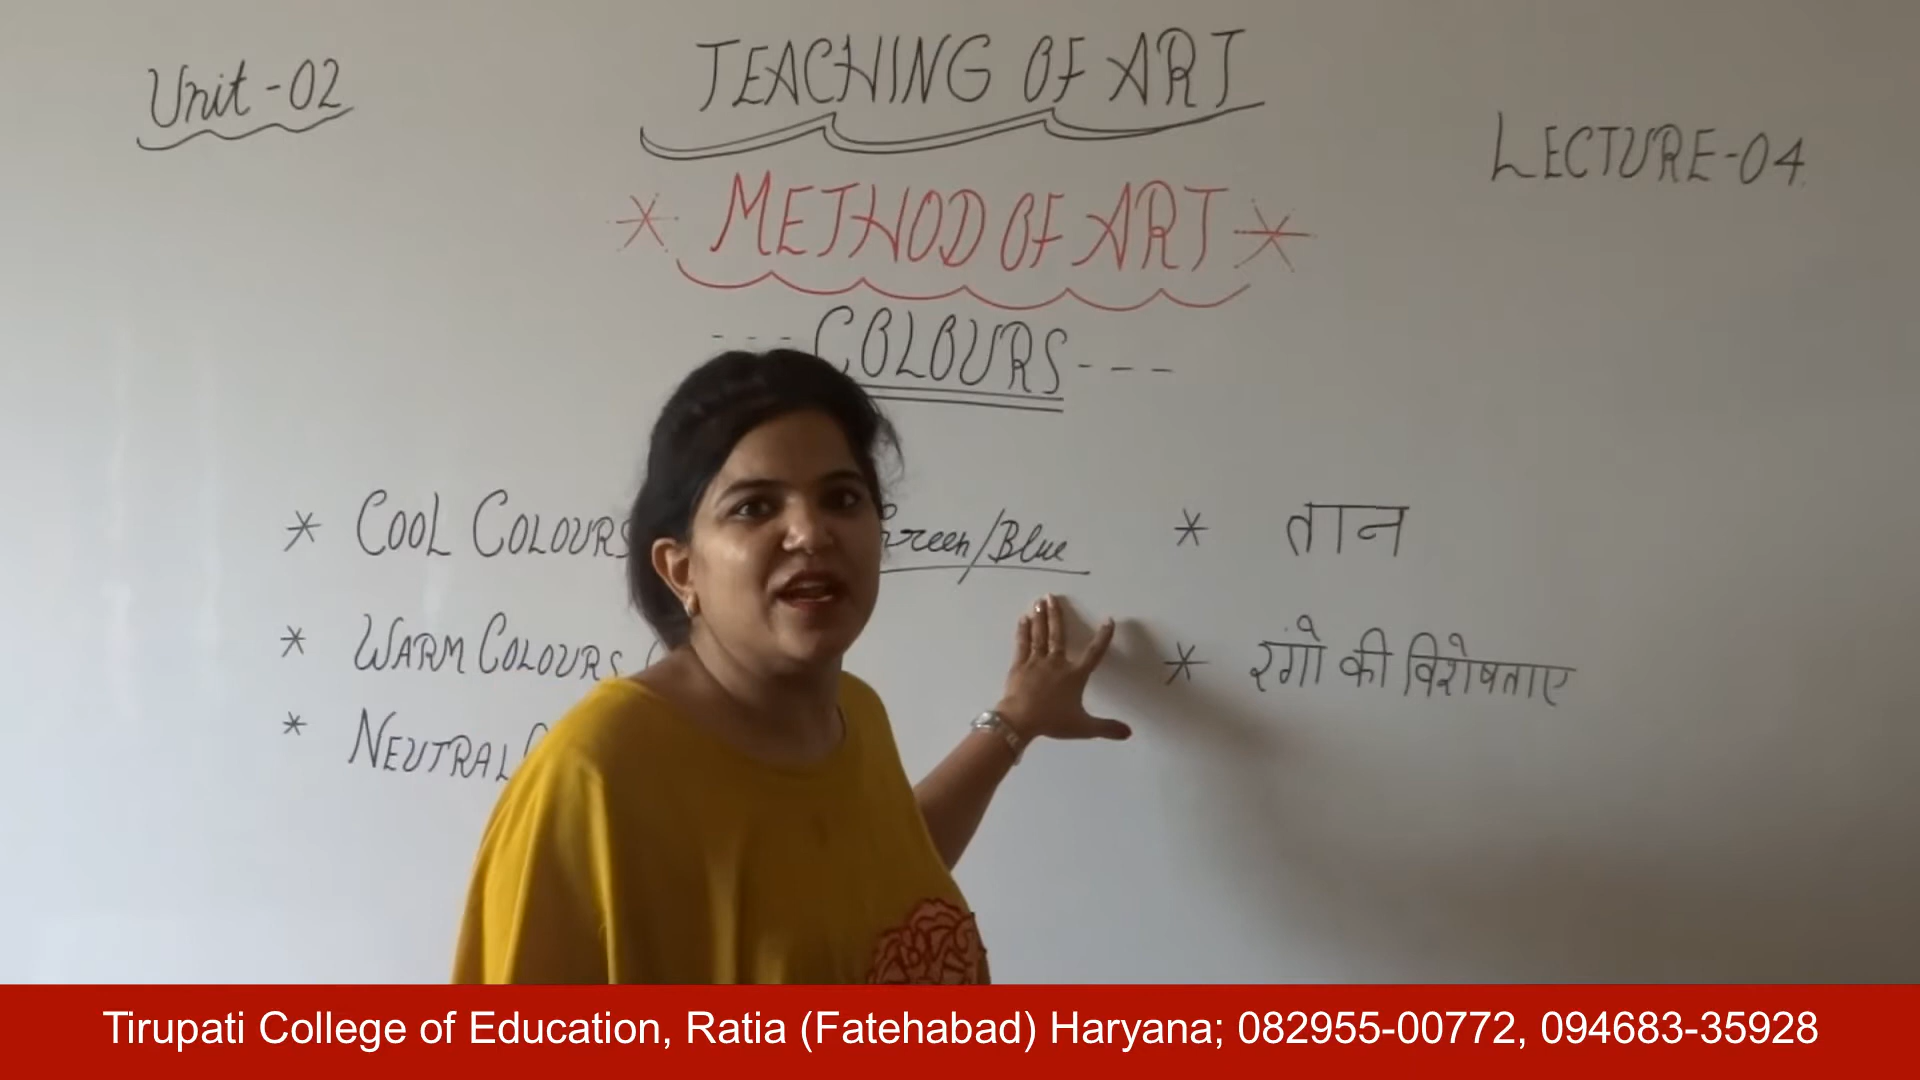 Unit-02
TEACHING OF ART
LECTURE-04
* METHOD OF ART *
---COLOURS---
* COOL COLOURS Green/Blue
* तान
* WARM COLOURS
* रंगो की विशेषताए
* NEUTRAL
Tirupati College of Education, Ratia (Fatehabad) Haryana; 082955-00772, 094683-35928